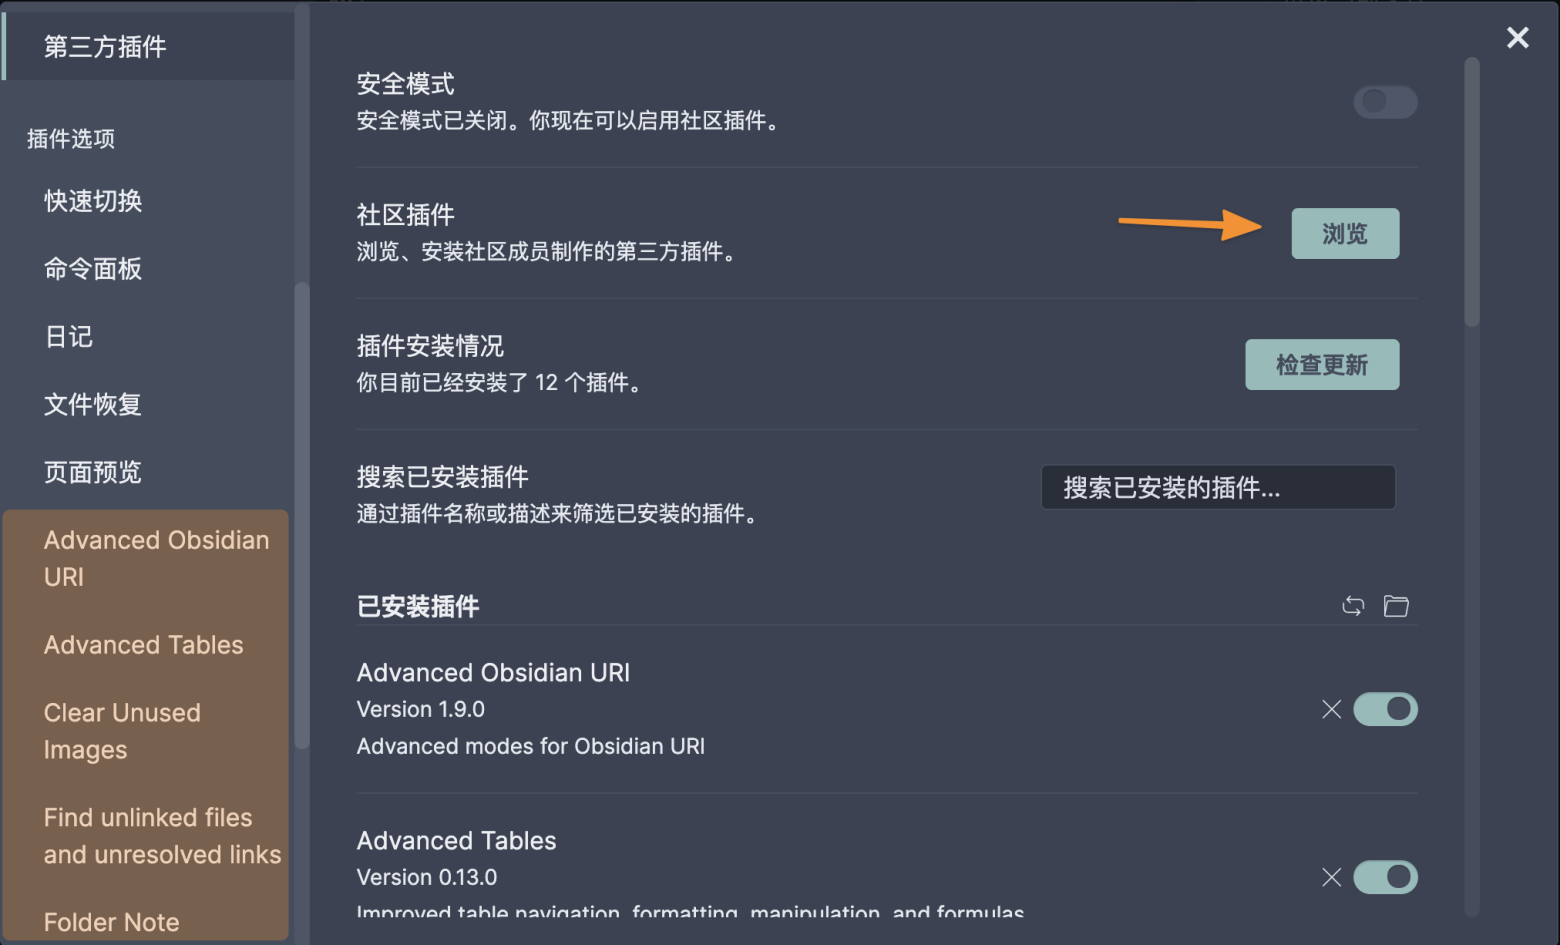 第三方插件
插件选项
快速切换
命令面板
日记
文件恢复
页面预览
Advanced Obsidian
URI
Advanced Tables
Clear Unused
Images
Find unlinked files
and unresolved links
Folder Note
安全模式
安全模式已关闭。你现在可以启用社区插件。
社区插件
浏览、安装社区成员制作的第三方插件。
浏览
插件安装情况
你目前已经安装了 12 个插件。
检查更新
搜索已安装插件
通过插件名称或描述来筛选已安装的插件。
搜索已安装的插件...
已安装插件
Advanced Obsidian URI
Version 1.9.0
Advanced modes for Obsidian URI
Advanced Tables
Version 0.13.0
Improved table navigation, formatting, manipulation, and formulas